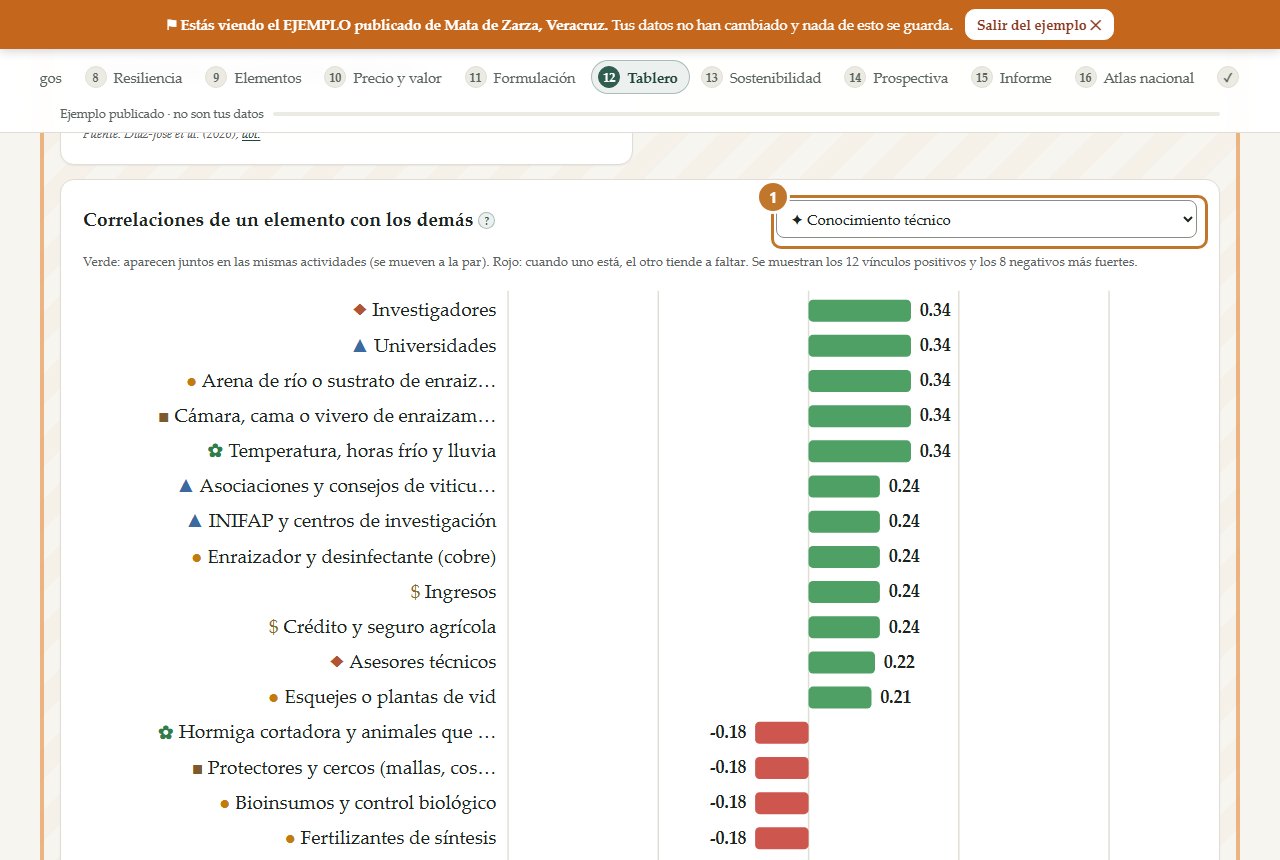 ⚑ Estás viendo el EJEMPLO publicado de Mata de Zarza, Veracruz. Tus datos no han cambiado y nada de esto se guarda. Salir del ejemplo ✕
gos 8 Resiliencia 9 Elementos 10 Precio y valor 11 Formulación 12 Tablero 13 Sostenibilidad 14 Prospectiva 15 Informe 16 Atlas nacional ✓
Ejemplo publicado · no son tus datos
Fuente: Díaz-José et al. (2026), doi.
Correlaciones de un elemento con los demás ?
1
✦ Conocimiento técnico
Verde: aparecen juntos en las mismas actividades (se mueven a la par). Rojo: cuando uno está, el otro tiende a faltar. Se muestran los 12 vínculos positivos y los 8 negativos más fuertes.
◆ Investigadores 0.34
▲ Universidades 0.34
● Arena de río o sustrato de enraiz… 0.34
■ Cámara, cama o vivero de enraizam… 0.34
✿ Temperatura, horas frío y lluvia 0.34
▲ Asociaciones y consejos de viticu… 0.24
▲ INIFAP y centros de investigación 0.24
● Enraizador y desinfectante (cobre) 0.24
$ Ingresos 0.24
$ Crédito y seguro agrícola 0.24
◆ Asesores técnicos 0.22
● Esquejes o plantas de vid 0.21
✿ Hormiga cortadora y animales que … -0.18
■ Protectores y cercos (mallas, cos… -0.18
● Bioinsumos y control biológico -0.18
● Fertilizantes de síntesis -0.18